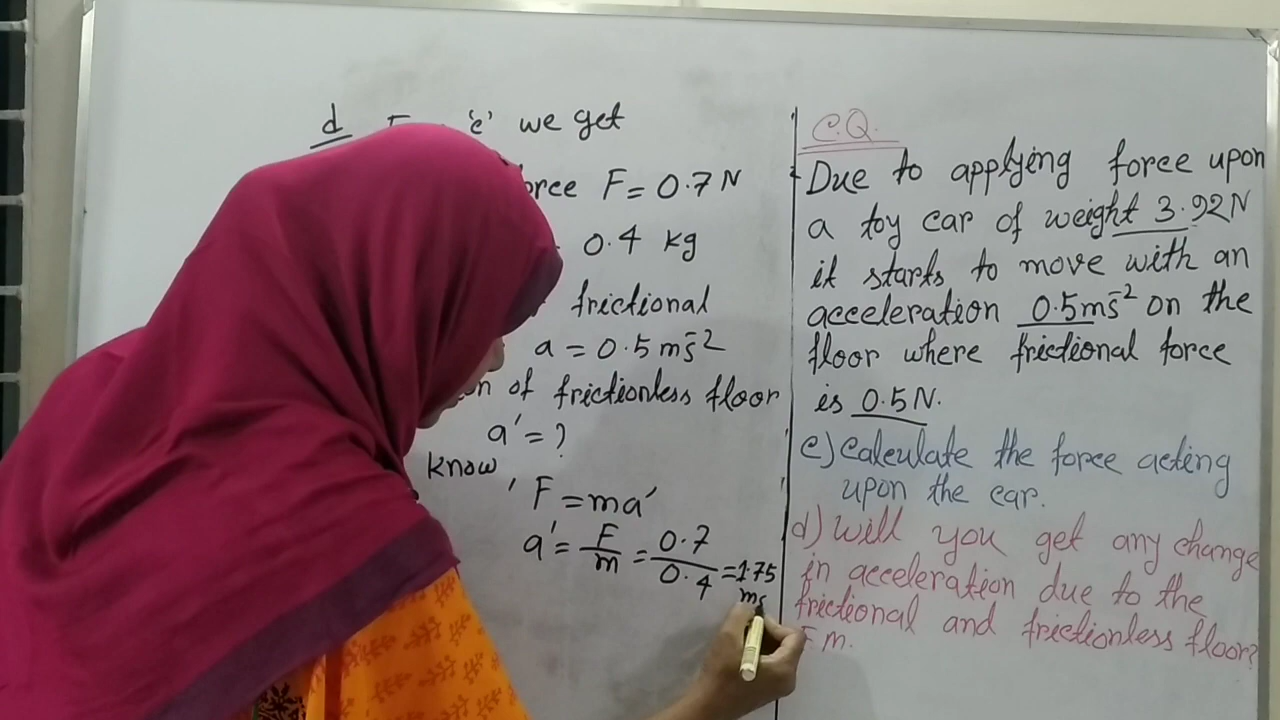 d 'c' we get
orce F = 0.7 N
0.4 kg
frictional
a = 0.5 ms⁻²
on of frictionless floor
a' = ?
know,
F = ma'
a' = F/m = 0.7/0.4 = 1.75
ms
C.Q.
Due to applying force upon
a toy car of weight 3.92N
it starts to move with an
acceleration 0.5ms⁻² on the
floor where frictional force
is 0.5N.
c) Calculate the force acting
upon the car.
d) Will you get any change
in acceleration due to the
frictional and frictionless floor?